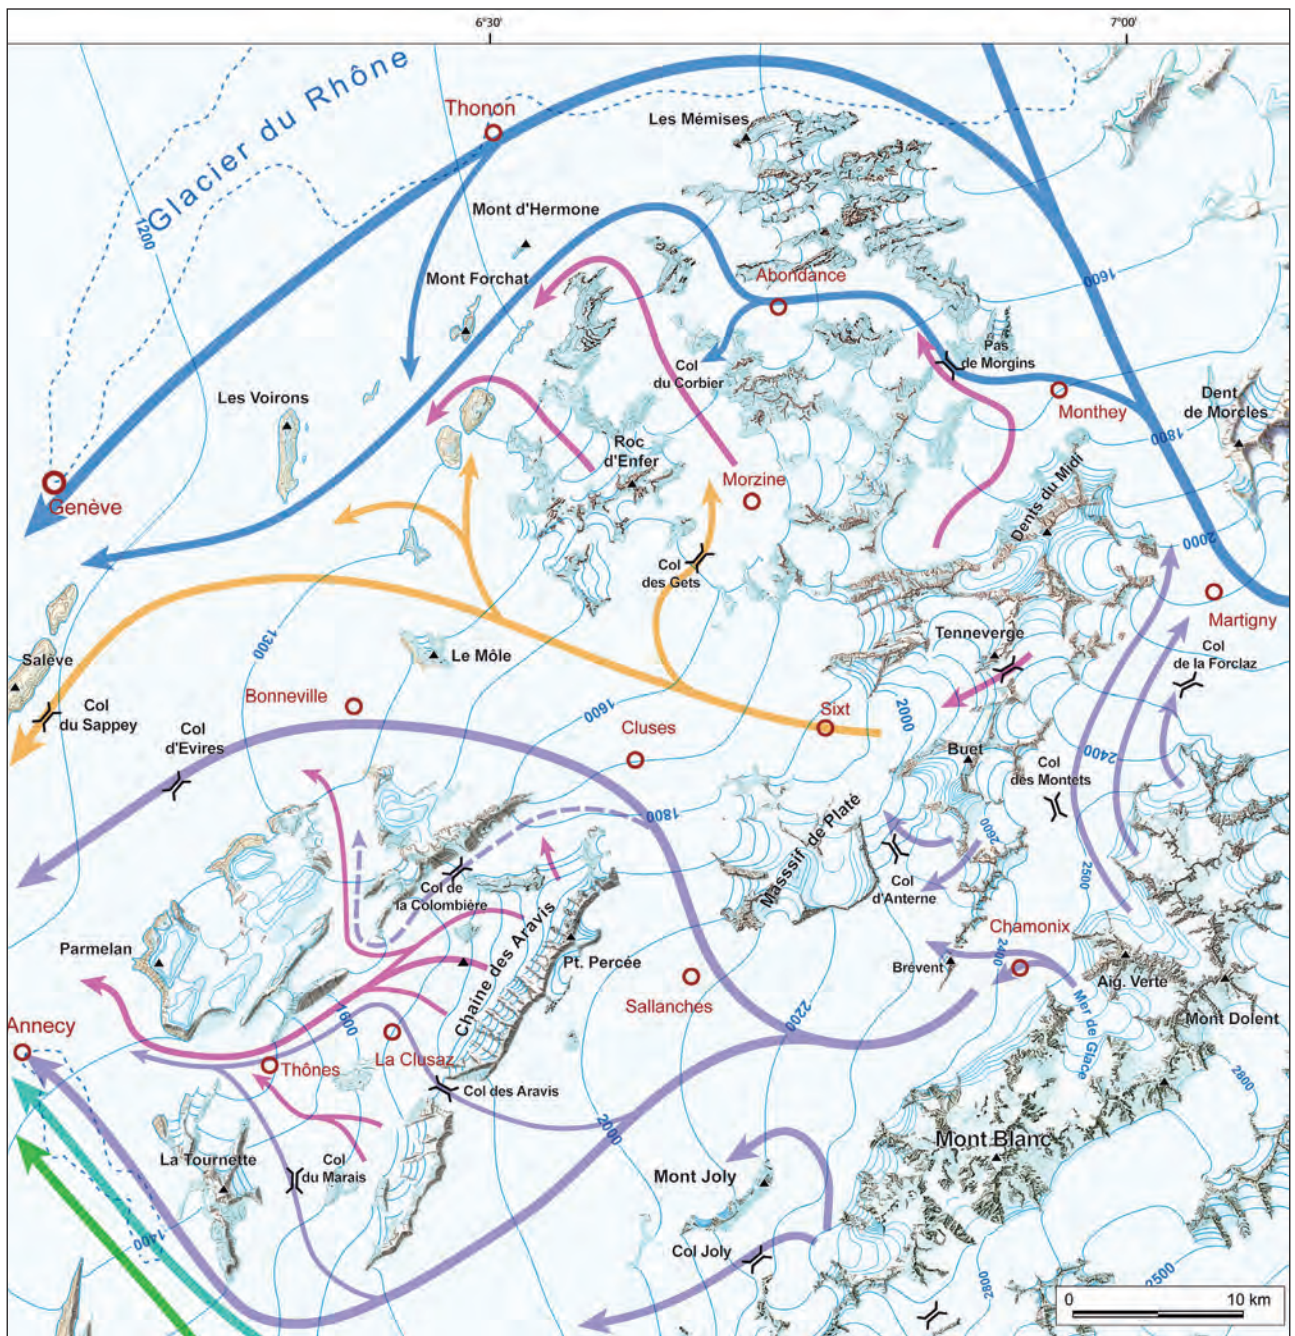 6°30'
7°00'
Glacier du Rhône
Thonon
Les Mémises
1200
Mont d'Hermone
Mont Forchat
Abondance
1600
Pas
de Morgins
Col
du Corbier
Monthey
Dent
de Morcles
Les Voirons
1800
Roc
d'Enfer
Dents du Midi
Morzine
Genève
2000
Col
des Gets
Martigny
1300
Tenneverge
Col
de la Forclaz
Salève
Le Môle
Col
du Sappey
Bonneville
1600
Sixt
2000
Col
d'Evires
Cluses
Buet
Col
des Montets
2400
1800
Masssif de Platé
2600
2500
Col de
la Colombière
Col
d'Anterne
Chamonix
Parmelan
Chaine des Aravis
Pt. Percée
Brévent
2400
Aig. Verte
Sallanches
Mer de Glace
Mont Dolent
Annecy
1600
La Clusaz
2200
Thônes
Col des Aravis
2000
2800
Mont Blanc
La Tournette
Col
du Marais
Mont Joly
1400
Col Joly
2800
2500
0
10 km